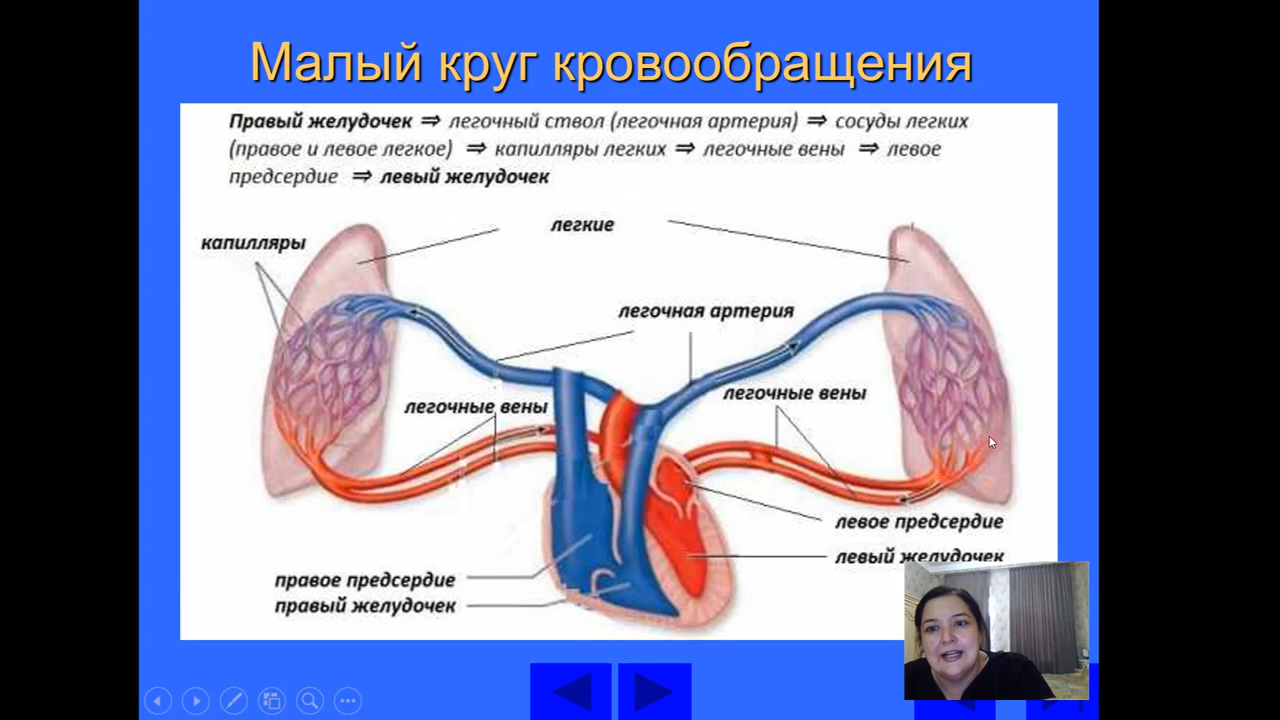 Малый круг кровообращения
Правый желудочек ⇒ легочный ствол (легочная артерия) ⇒ сосуды легких
(правое и левое легкое) ⇒ капилляры легких ⇒ легочные вены ⇒ левое
предсердие ⇒ левый желудочек
легкие
капилляры
легочная артерия
легочные вены
легочные вены
левое предсердие
левый желудочек
правое предсердие
правый желудочек